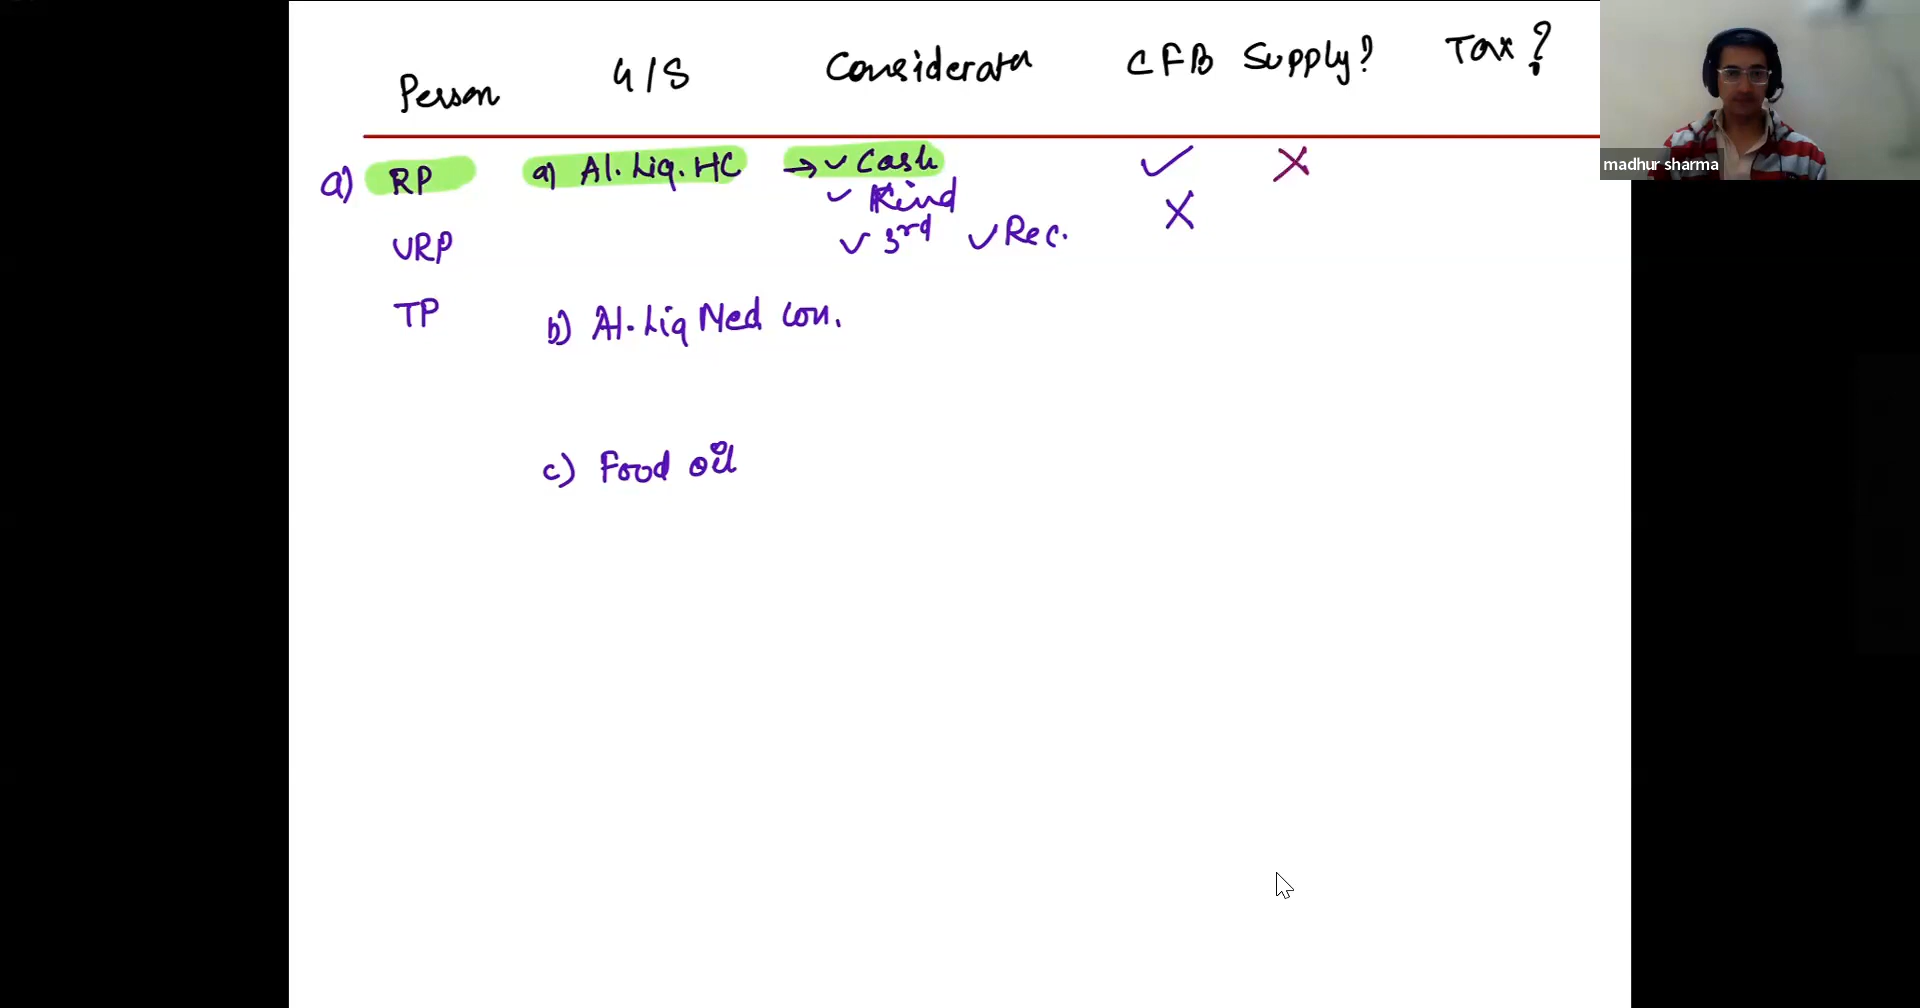 Person G/S Consideratn CFB Supply? Tax?
a) RP a) Al. Liq. HC → ✓ Cash ✓ X
✓ Kind X
URP ✓ 3rd ✓ Rec.
TP b) Al. Liq Med Con.
c) Food oil
madhur sharma